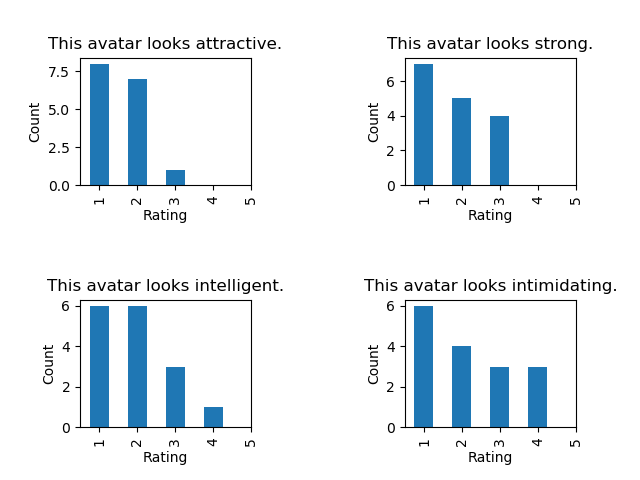 This avatar looks attractive.
7.5
5.0
2.5
0.0
Count
1 2 3 4 5
Rating
This avatar looks strong.
6
4
2
0
Count
1 2 3 4 5
Rating
This avatar looks intelligent.
6
4
2
0
Count
1 2 3 4 5
Rating
This avatar looks intimidating.
6
4
2
0
Count
1 2 3 4 5
Rating